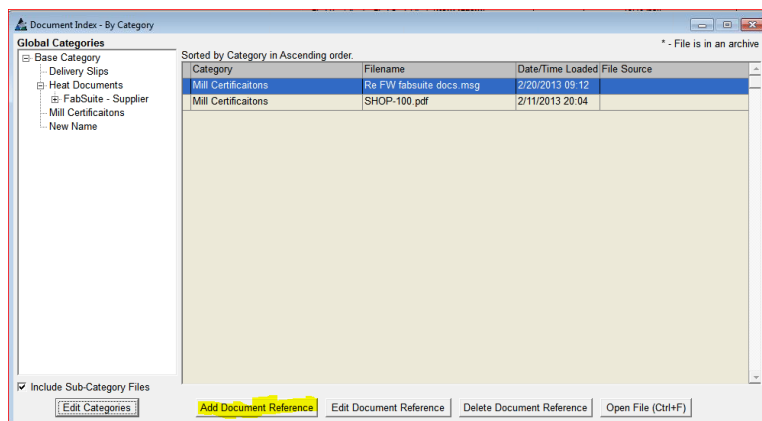 Document Index - By Category
Global Categories
* - File is in an archive
Base Category
Delivery Slips
Heat Documents
FabSuite - Supplier
Mill Certificaitons
New Name
Sorted by Category in Ascending order.
Category Filename Date/Time Loaded File Source
Mill Certificaitons Re FW fabsuite docs.msg 2/20/2013 09:12
Mill Certificaitons SHOP-100.pdf 2/11/2013 20:04
Include Sub-Category Files
Edit Categories Add Document Reference Edit Document Reference Delete Document Reference Open File (Ctrl+F)